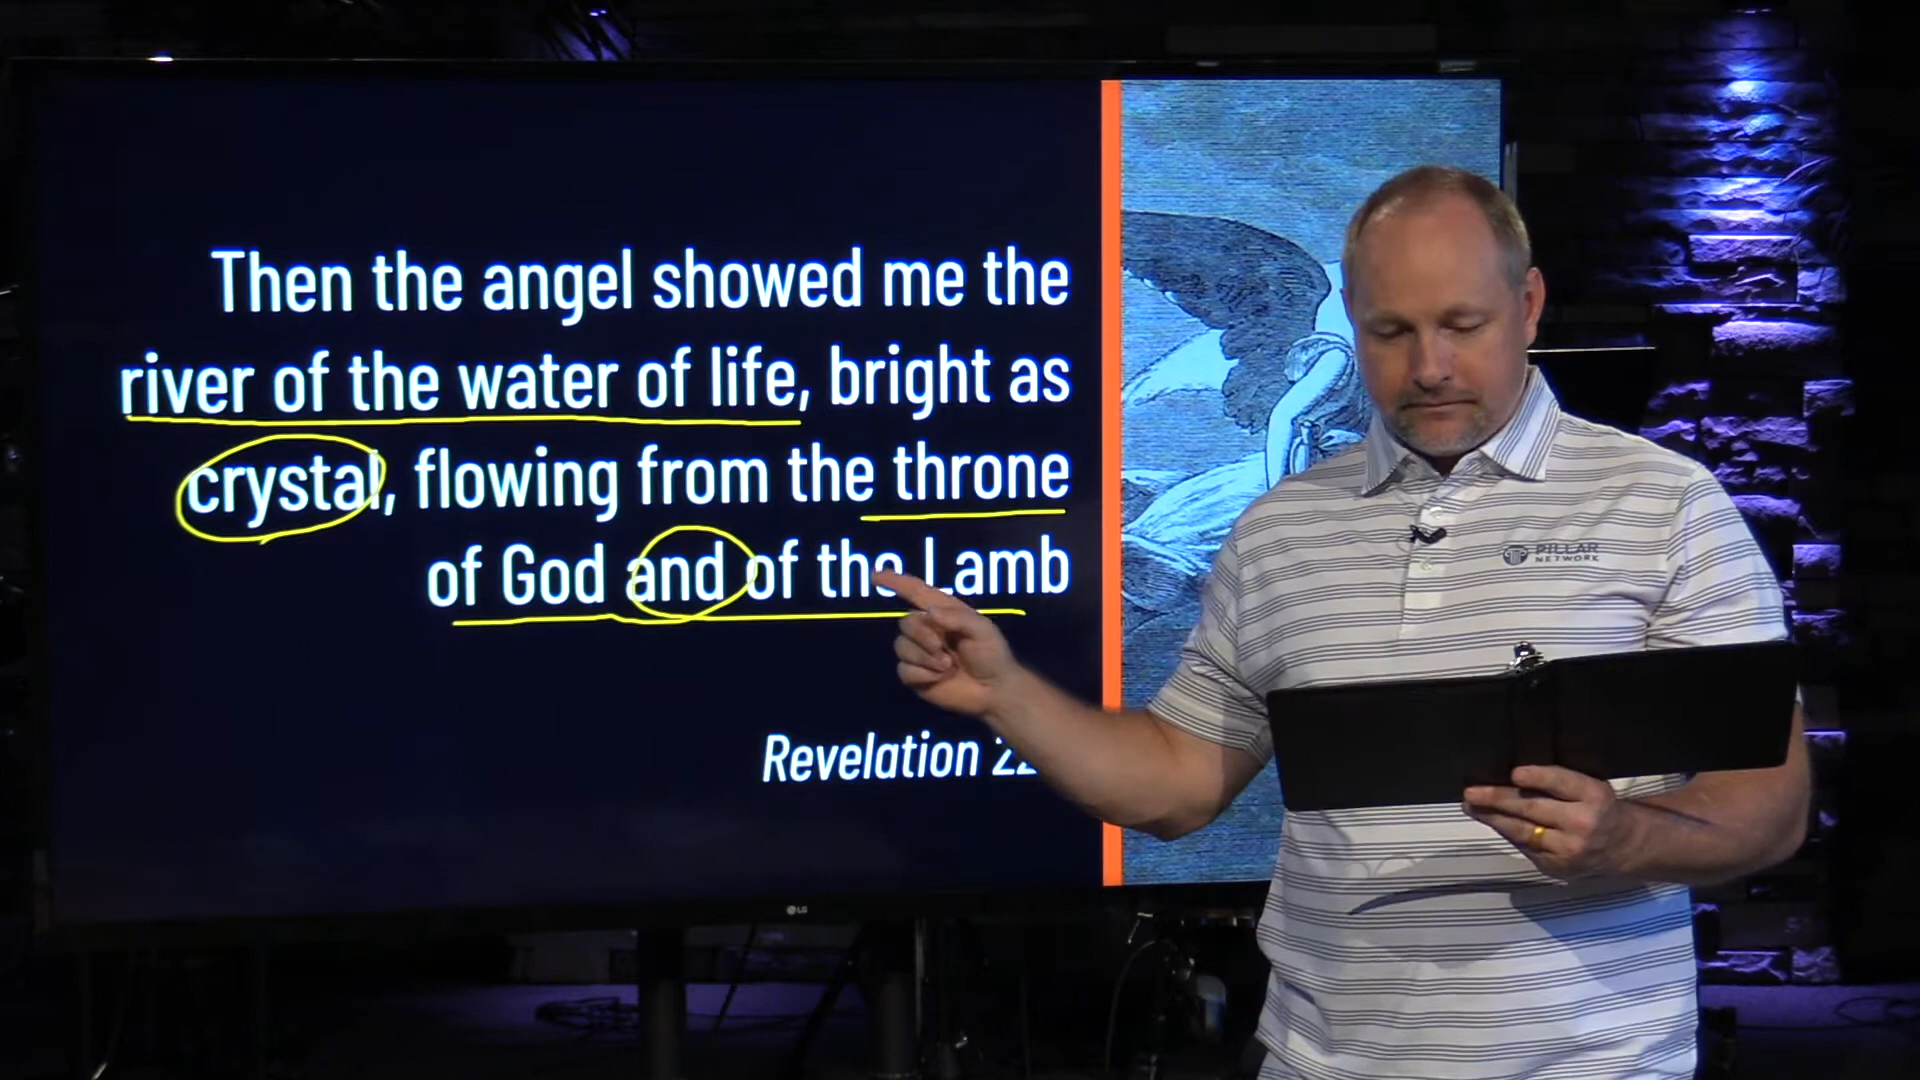 Then the angel showed me the
river of the water of life, bright as
crystal, flowing from the throne
of God and of the Lamb
Revelation 22
PILLAR
NETWORK
LG